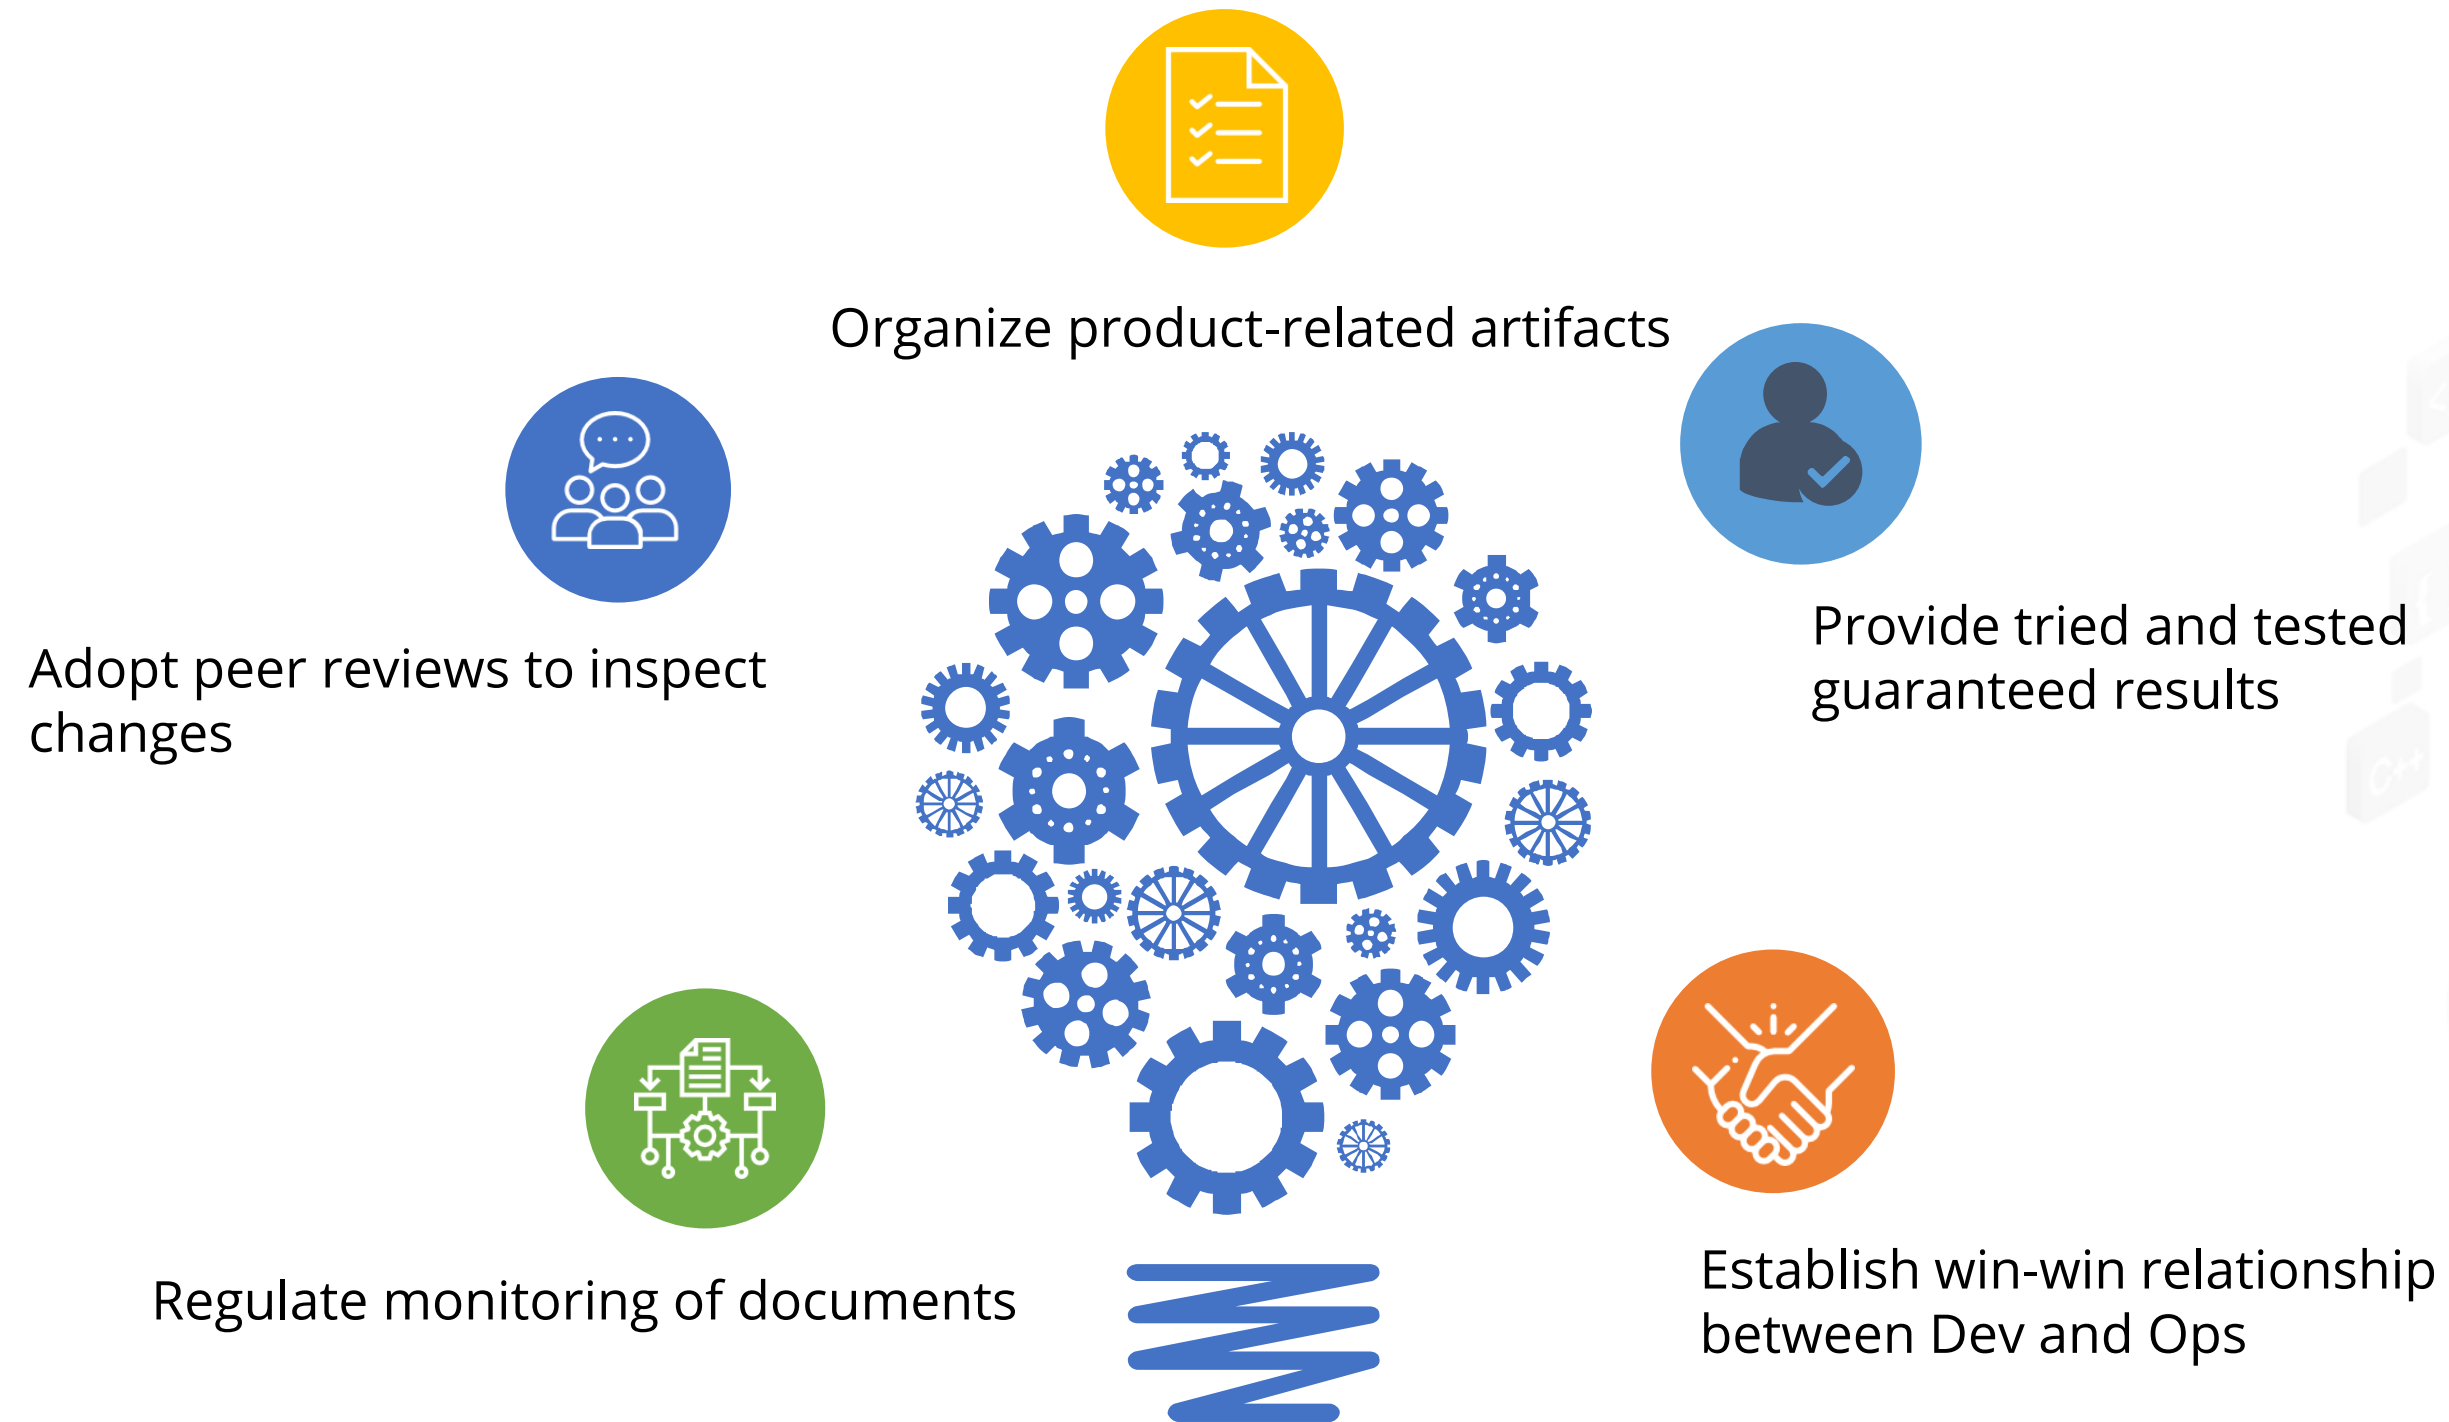 Organize product-related artifacts
Adopt peer reviews to inspect
changes
Provide tried and tested
guaranteed results
Regulate monitoring of documents
Establish win-win relationship
between Dev and Ops
C++